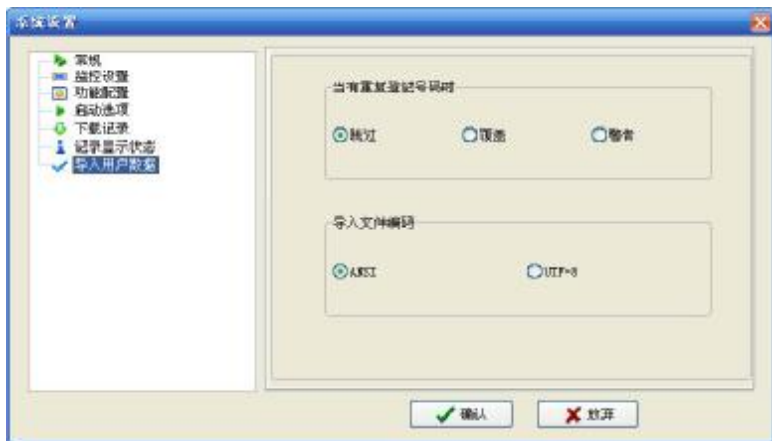 系统设置
常规
监控设置
功能配置
启动选项
下载记录
记录显示状态
导入用户数据
当有重复登记号码时
跳过
覆盖
警告
导入文件编码
ANSI
UTF-8
确认
放弃